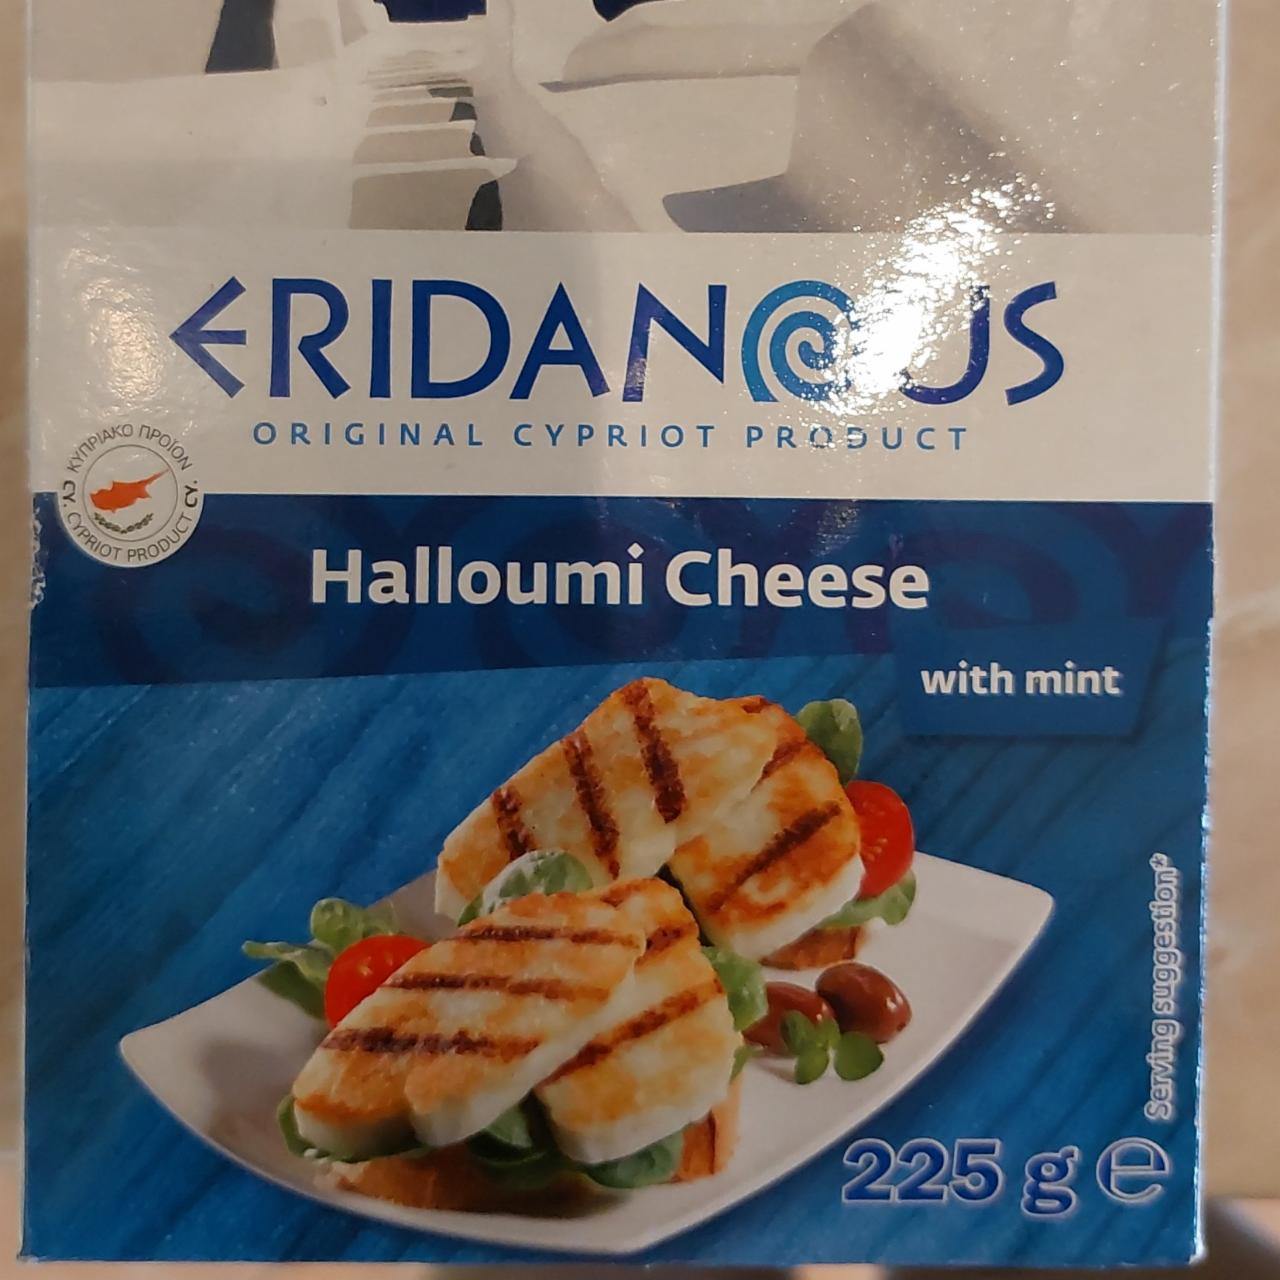 ERIDANOUS
ORIGINAL CYPRIOT PRODUCT
ΚΥΠΡΙΑΚΟ ΠΡΟΪΟΝ
CY. CYPRIOT PRODUCT CY.
Halloumi Cheese
with mint
Serving suggestion*
225 g e